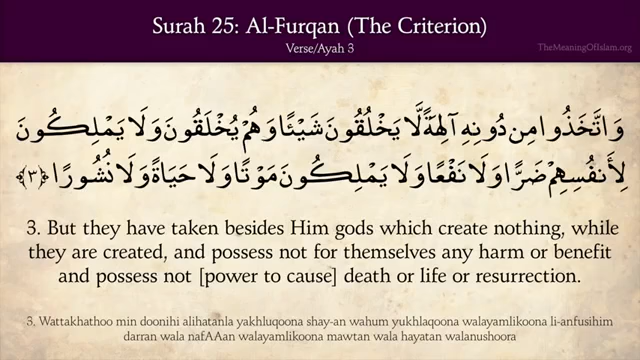 Surah 25: Al-Furqan (The Criterion)
Verse/Ayah 3
TheMeaningOfIslam.org
وَاتَّخَذُوا مِن دُونِهِ آلِهَةً لَّا يَخْلُقُونَ شَيْئًا وَهُمْ يُخْلَقُونَ وَلَا يَمْلِكُونَ
لِأَنفُسِهِمْ ضَرًّا وَلَا نَفْعًا وَلَا يَمْلِكُونَ مَوْتًا وَلَا حَيَاةً وَلَا نُشُورًا ﴿٣﴾
3. But they have taken besides Him gods which create nothing, while
they are created, and possess not for themselves any harm or benefit
and possess not [power to cause] death or life or resurrection.
3. Wattakhathoo min doonihi alihatanla yakhluqoona shay-an wahum yukhlaqoona walayamlikoona li-anfusihim
darran wala nafAAan walayamlikoona mawtan wala hayatan walanushoora